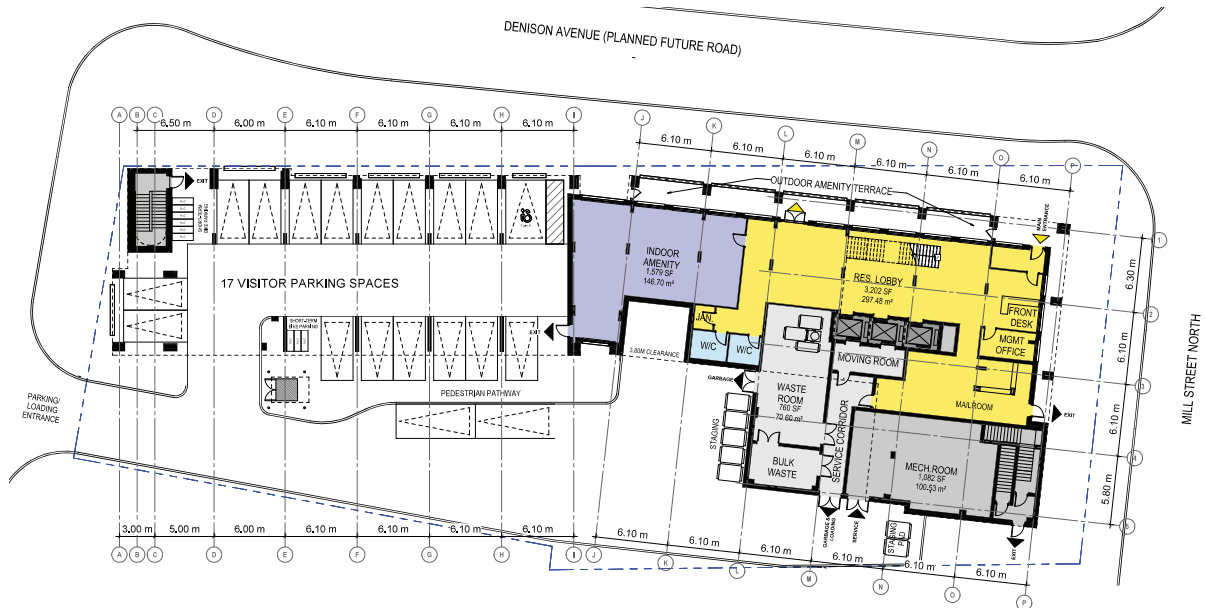 DENISON AVENUE (PLANNED FUTURE ROAD)
A B C D E F G H I
6.50 m 6.00 m 6.10 m 6.10 m 6.10 m 6.10 m
J K L M N O P
6.10 m 6.10 m 6.10 m 6.10 m 6.10 m 6.10 m
OUTDOOR AMENITY TERRACE
EXIT
SHORT-TERM
BIKE PARKING
MAIN
ENTRANCE
1
6.30 m
2
6.10 m
3
6.10 m
4
5.80 m
5
MILL STREET NORTH
17 VISITOR PARKING SPACES
INDOOR
AMENITY
1,579 SF
146.70 m²
RES. LOBBY
3,202 SF
297.48 m²
FRONT
DESK
MGMT
OFFICE
SHORT-TERM
BIKE PARKING
EXIT
JAN.
W/C
W/C
3.80M CLEARANCE
MOVING ROOM
GARBAGE
PEDESTRIAN PATHWAY
WASTE
ROOM
760 SF
70.60 m²
MAILROOM
EXIT
PARKING/
LOADING
ENTRANCE
STAGING
SERVICE CORRIDOR
BULK
WASTE
MECH.ROOM
1,082 SF
100.53 m²
GARBAGE &
LOADING
SERVICE
STAGING
PAD
EXIT
3.00 m 5.00 m 6.00 m 6.10 m 6.10 m 6.10 m 6.10 m
A B C D E F G H I
6.10 m 6.10 m 6.10 m 6.10 m 6.10 m 6.10 m
J K L M N O P